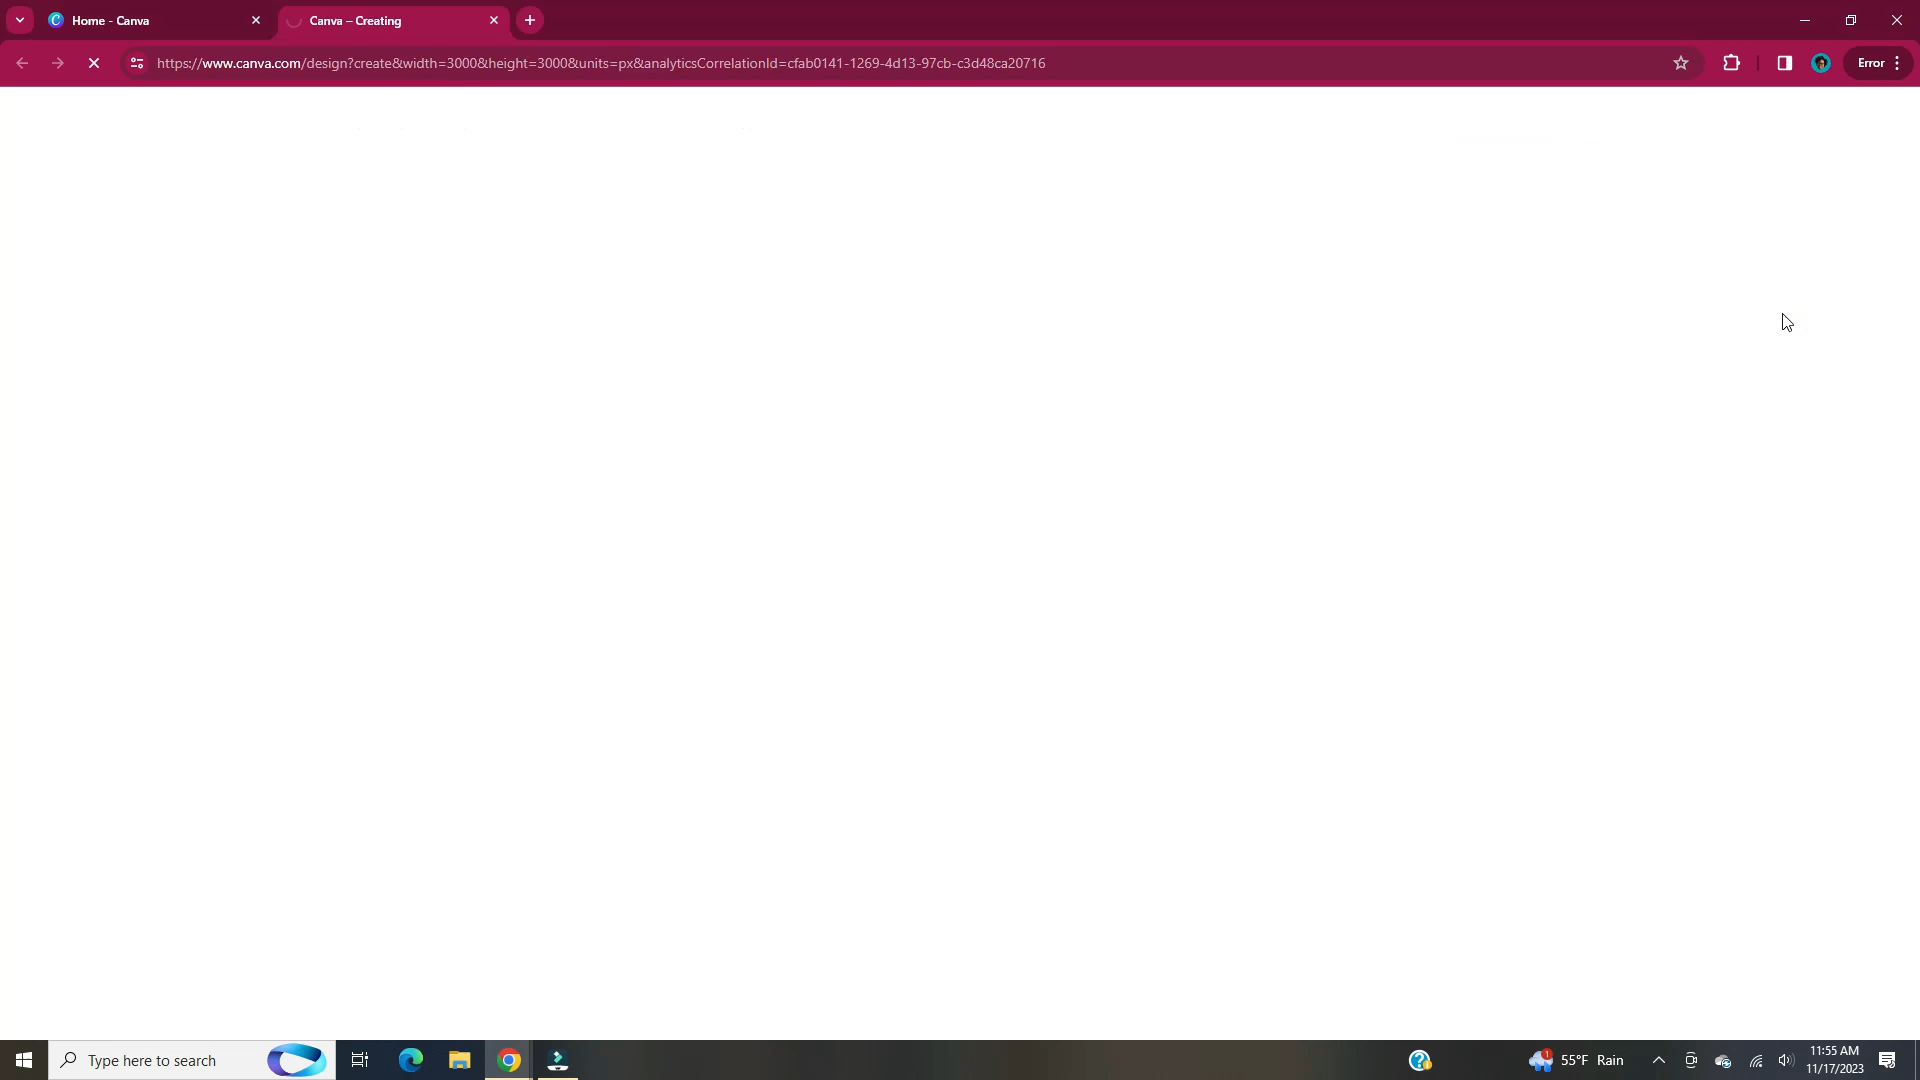 Home - Canva
Canva – Creating
https://www.canva.com/design?create&width=3000&height=3000&units=px&analyticsCorrelationId=cfab0141-1269-4d13-97cb-c3d48ca20716
Error
Type here to search
1
55°F Rain
11:55 AM
11/17/2023